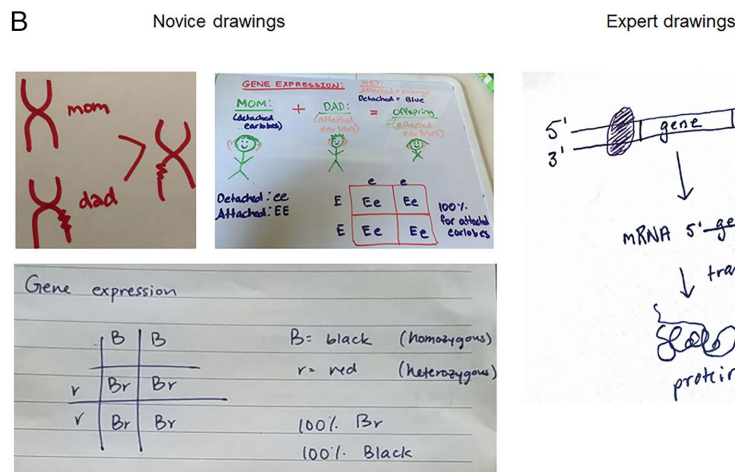 B
Novice drawings
Expert drawings
mom
dad
GENE EXPRESSION:
KEY:
Attached = orange
Detached = Blue
MOM: + DAD: = Offspring
(detached earlobes)
(attached earlobes)
(attached earlobes)
Detached: ee
Attached: EE
e e
E Ee Ee
E Ee Ee
100%
for attached
earlobes
Gene expression
B B
r Br Br
r Br Br
B = black (homozygous)
r = red (heterozygous)
100% Br
100% Black
5'
3'
gene
mRNA 5'
protein